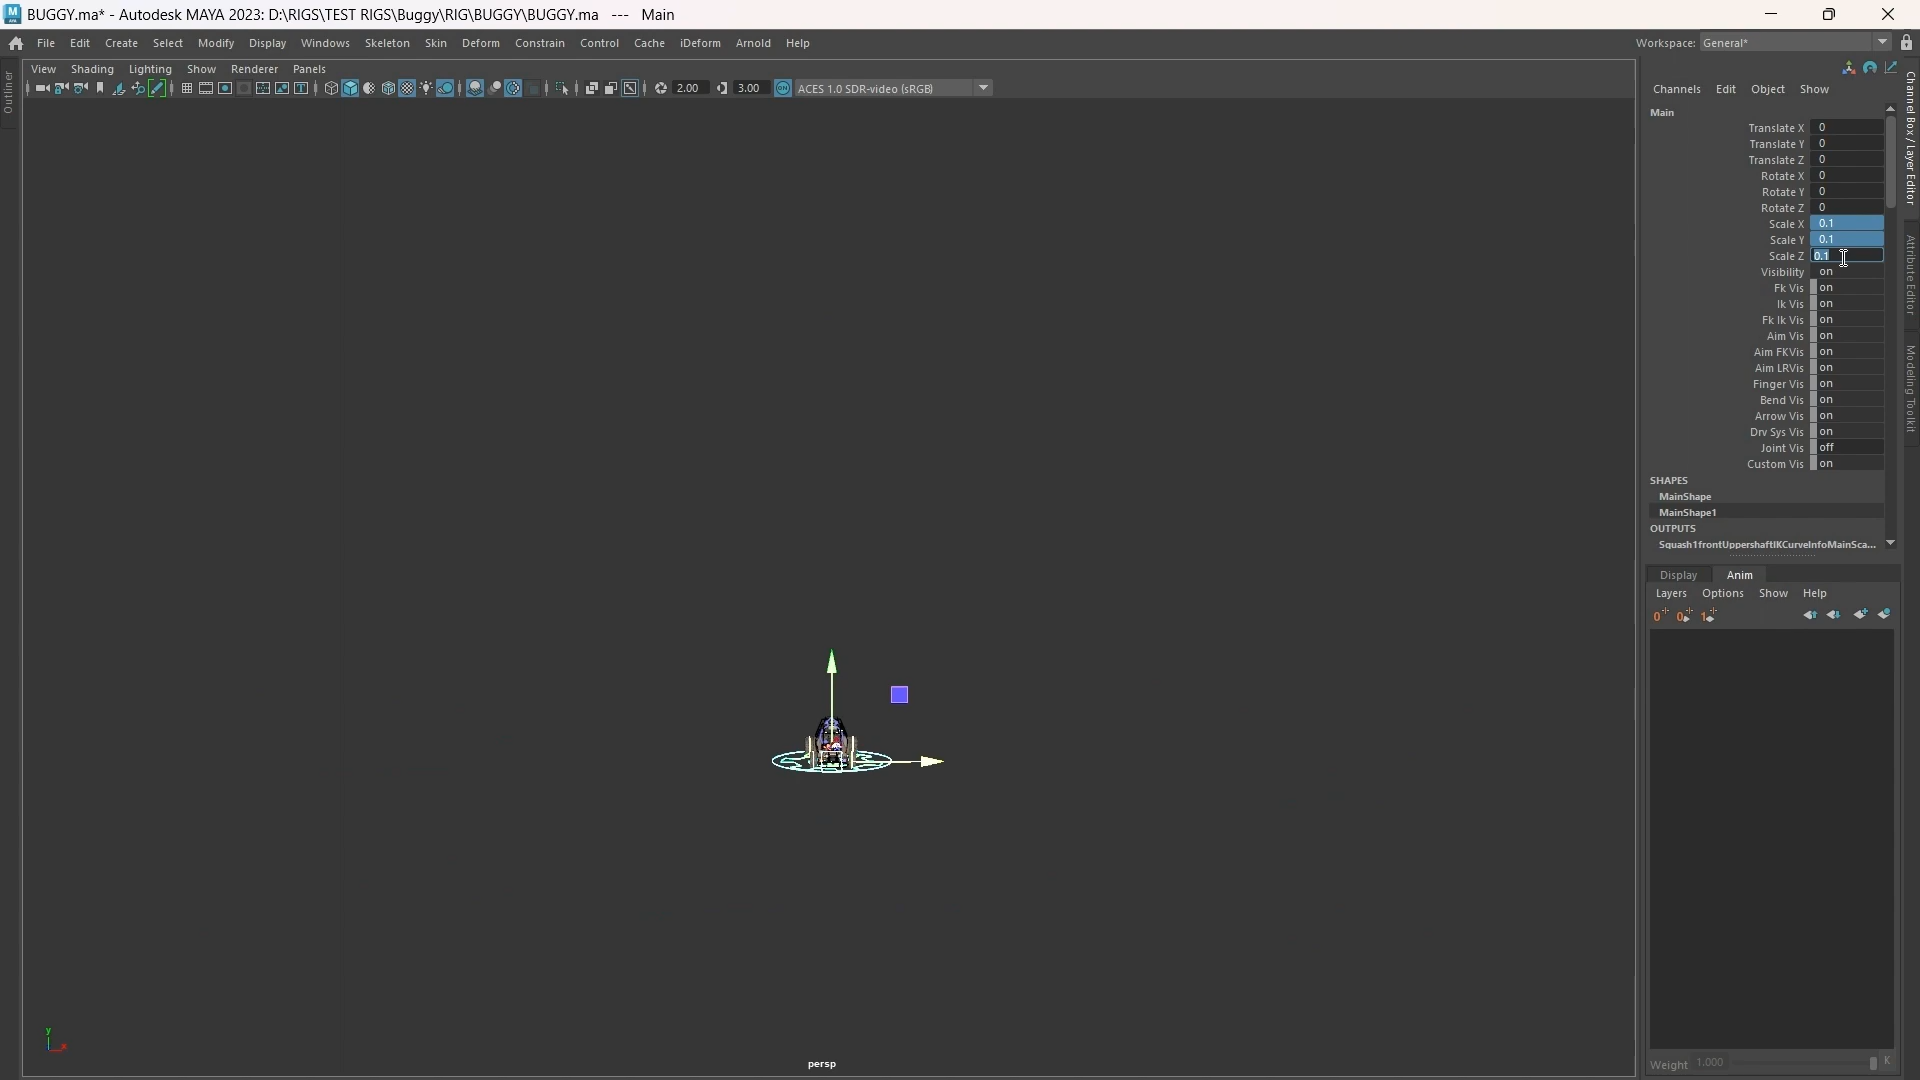 BUGGY.ma* - Autodesk MAYA 2023: D:\RIGS\TEST RIGS\Buggy\RIG\BUGGY\BUGGY.ma --- Main
File Edit Create Select Modify Display Windows Skeleton Skin Deform Constrain Control Cache iDeform Arnold Help
Workspace: General*
View Shading Lighting Show Renderer Panels
2.00 3.00 ON ACES 1.0 SDR-video (sRGB)
Outliner
Channels Edit Object Show
Main
Translate X 0
Translate Y 0
Translate Z 0
Rotate X 0
Rotate Y 0
Rotate Z 0
Scale X 0.1
Scale Y 0.1
Scale Z 0.1
Visibility on
Fk Vis on
Ik Vis on
Fk Ik Vis on
Aim Vis on
Aim FKVis on
Aim LRVis on
Finger Vis on
Bend Vis on
Arrow Vis on
Drv Sys Vis on
Joint Vis off
Custom Vis on
SHAPES
MainShape
MainShape1
OUTPUTS
Squash1frontUppershaftIKCurveInfoMainSca...
Display Anim
Layers Options Show Help
Weight 1.000 K
Channel Box / Layer Editor
Attribute Editor
Modeling Toolkit
y
x
persp